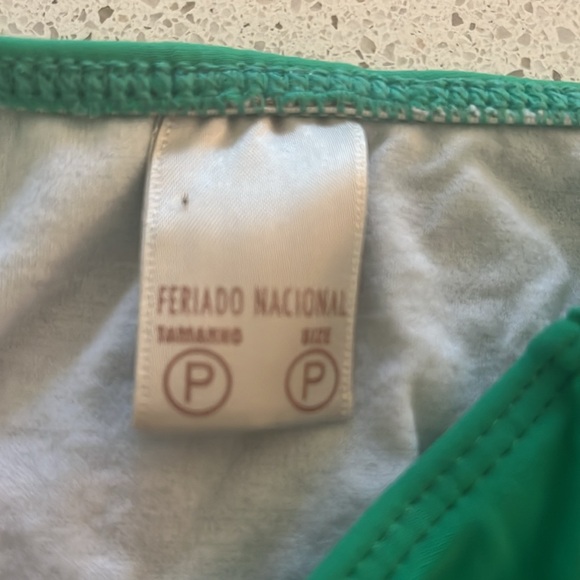 FERIADO NACIONAL
TAMANHO SIZE
P P